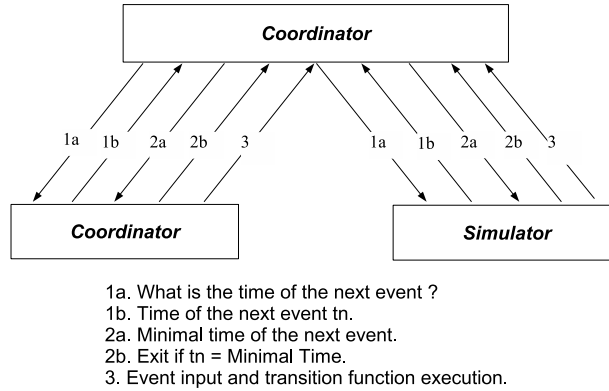 Coordinator
1a 1b 2a 2b 3 1a 1b 2a 2b 3
Coordinator Simulator
1a. What is the time of the next event ?
1b. Time of the next event tn.
2a. Minimal time of the next event.
2b. Exit if tn = Minimal Time.
3. Event input and transition function execution.